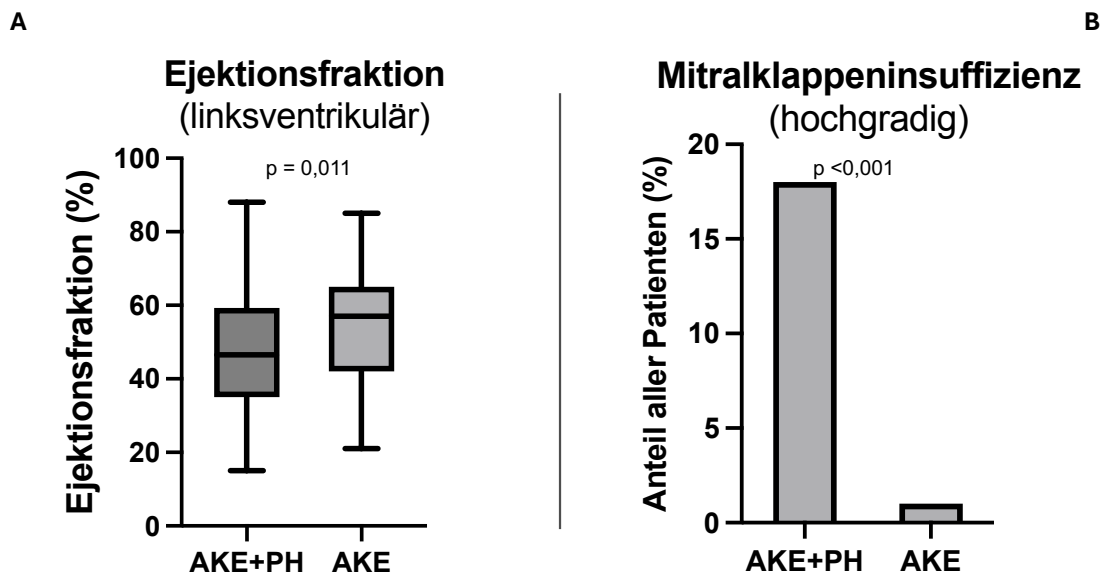 A
B
Ejektionsfraktion
(linksventrikulär)
Ejektionsfraktion (%)
100
80
60
40
20
0
p = 0,011
AKE+PH
AKE
Mitralklappeninsuffizienz
(hochgradig)
Anteil aller Patienten (%)
20
15
10
5
0
p <0,001
AKE+PH
AKE